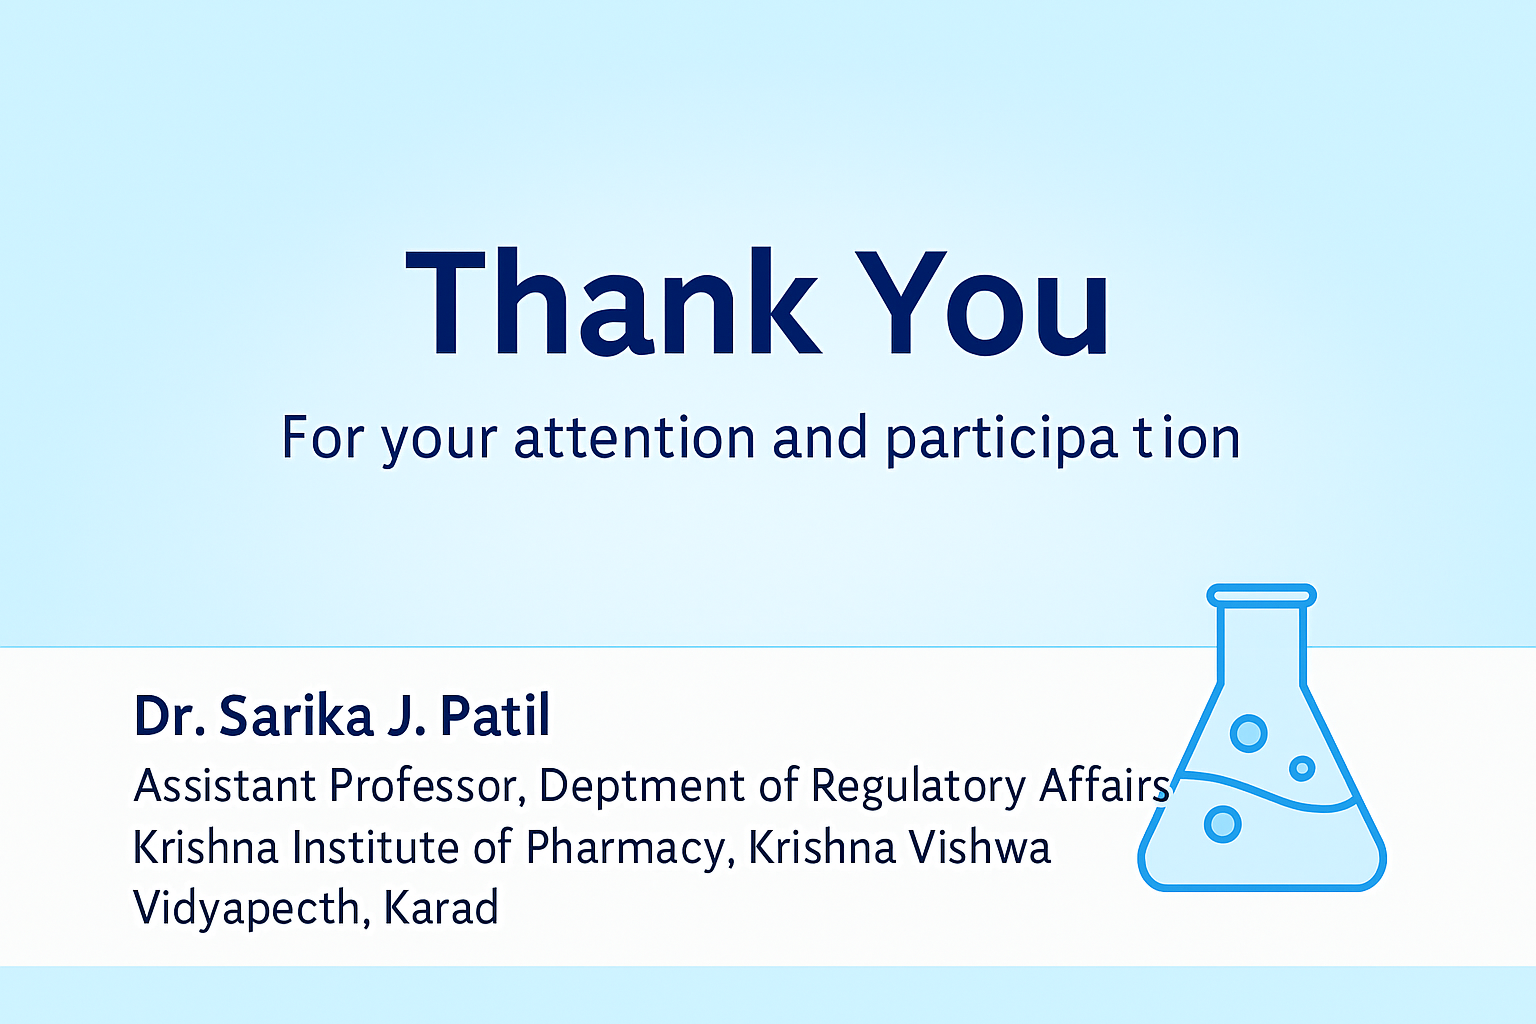 Thank You
For your attention and participa tion
Dr. Sarika J. Patil
Assistant Professor, Deptment of Regulatory Affairs
Krishna Institute of Pharmacy, Krishna Vishwa
Vidyapecth, Karad